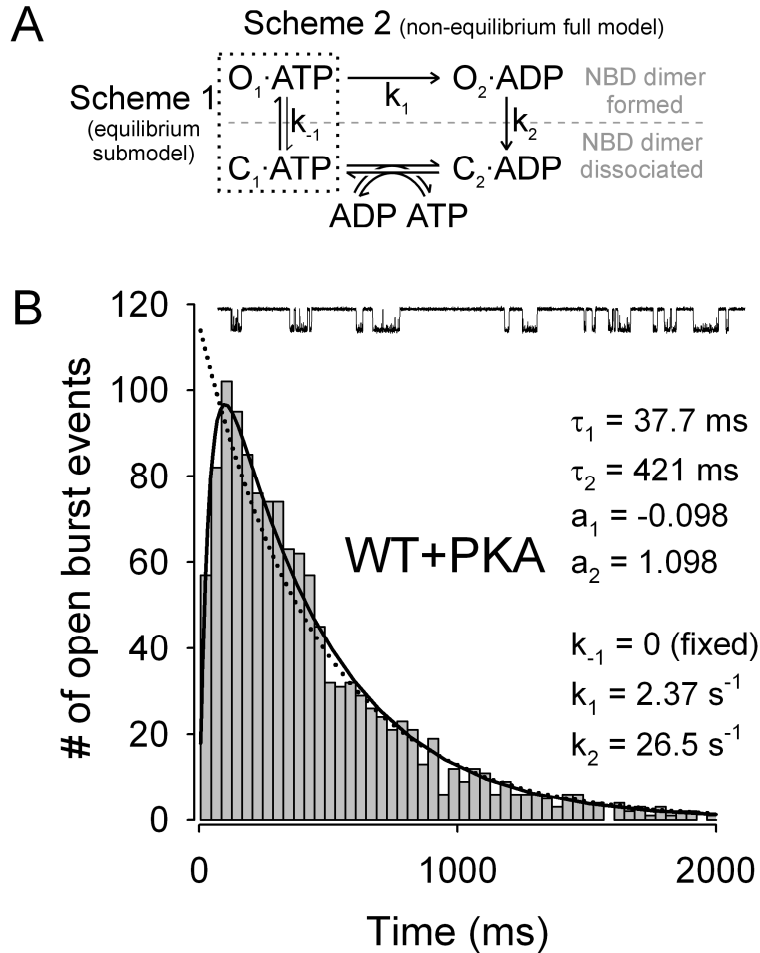 A
Scheme 2 (non-equilibrium full model)
O1·ATP
k1
O2·ADP
NBD dimer
formed
Scheme 1
(equilibrium
submodel)
k-1
k2
C1·ATP
C2·ADP
NBD dimer
dissociated
ADP ATP
B
120
100
80
60
40
20
0
# of open burst events
τ1 = 37.7 ms
τ2 = 421 ms
a1 = -0.098
a2 = 1.098
WT+PKA
k-1 = 0 (fixed)
k1 = 2.37 s-1
k2 = 26.5 s-1
0 1000 2000
Time (ms)